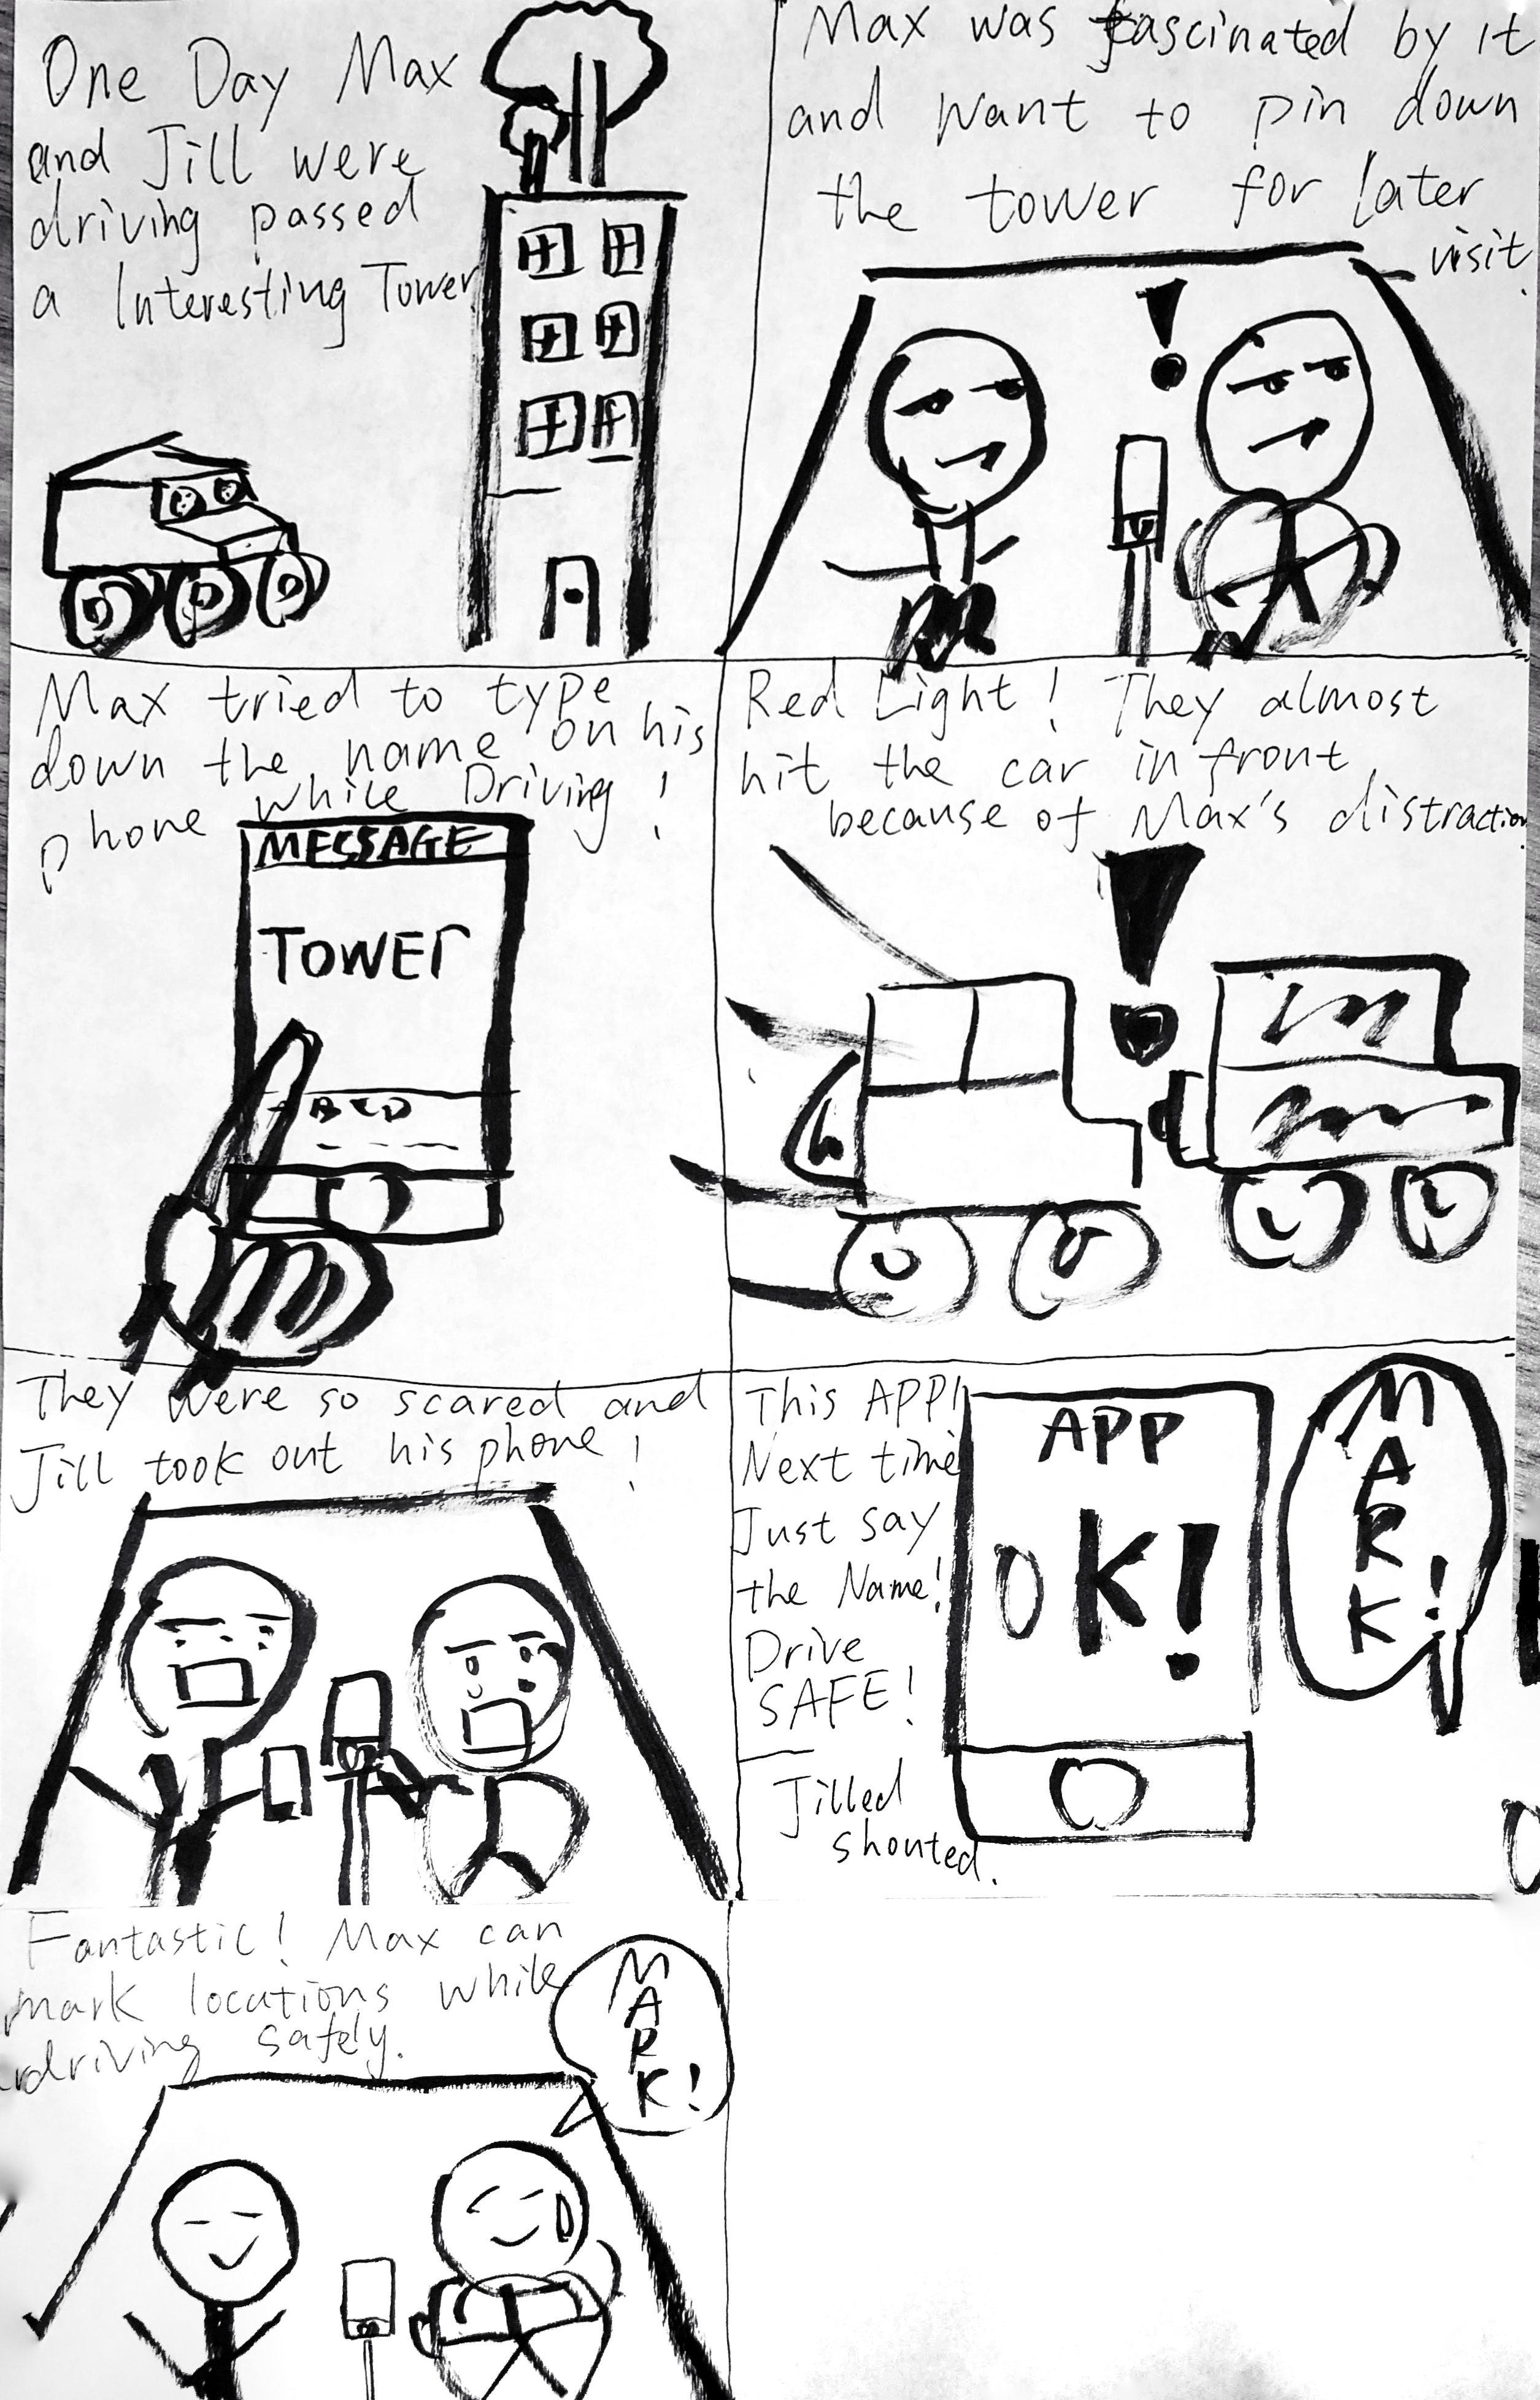 One Day Max
and Jill were
driving passed
a Interesting Tower
Max was fascinated by it
and want to pin down
the tower for later
visit.
Max tried to type
down the name on his
phone while Driving!
MESSAGE
TOWEr
BCD
Red Light! They almost
hit the car in front
because of Max's distraction.
They were so scared and
Jill took out his phone!
This APP!
Next time
Just say
the Name!
Drive
SAFE!
Jilled
shouted.
APP
OK!
MARK!
Fantastic! Max can
mark locations while
driving safely.
MARK!